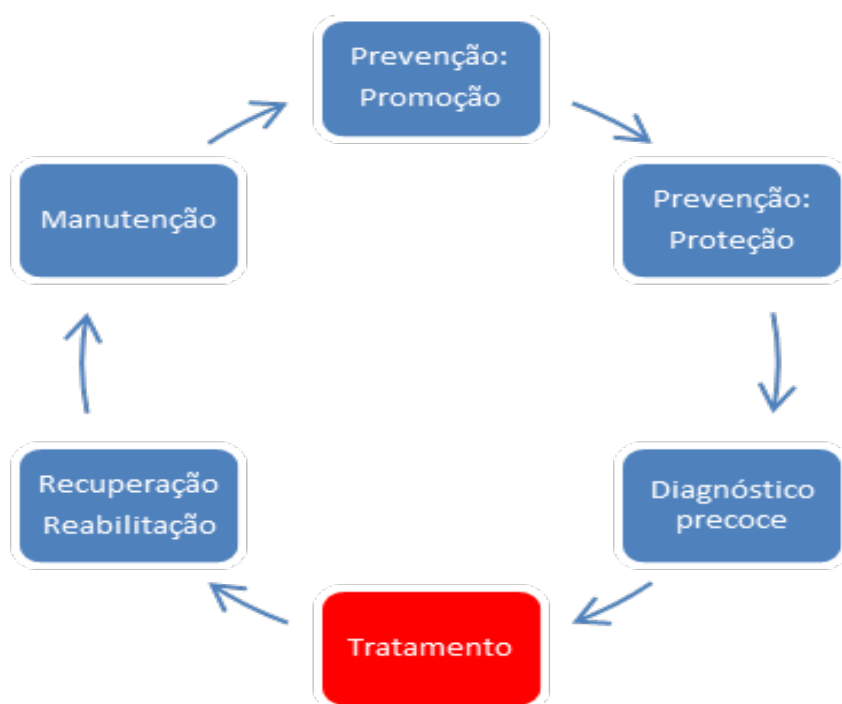 Prevenção:
Promoção
Prevenção:
Proteção
Diagnóstico
precoce
Tratamento
Recuperação
Reabilitação
Manutenção